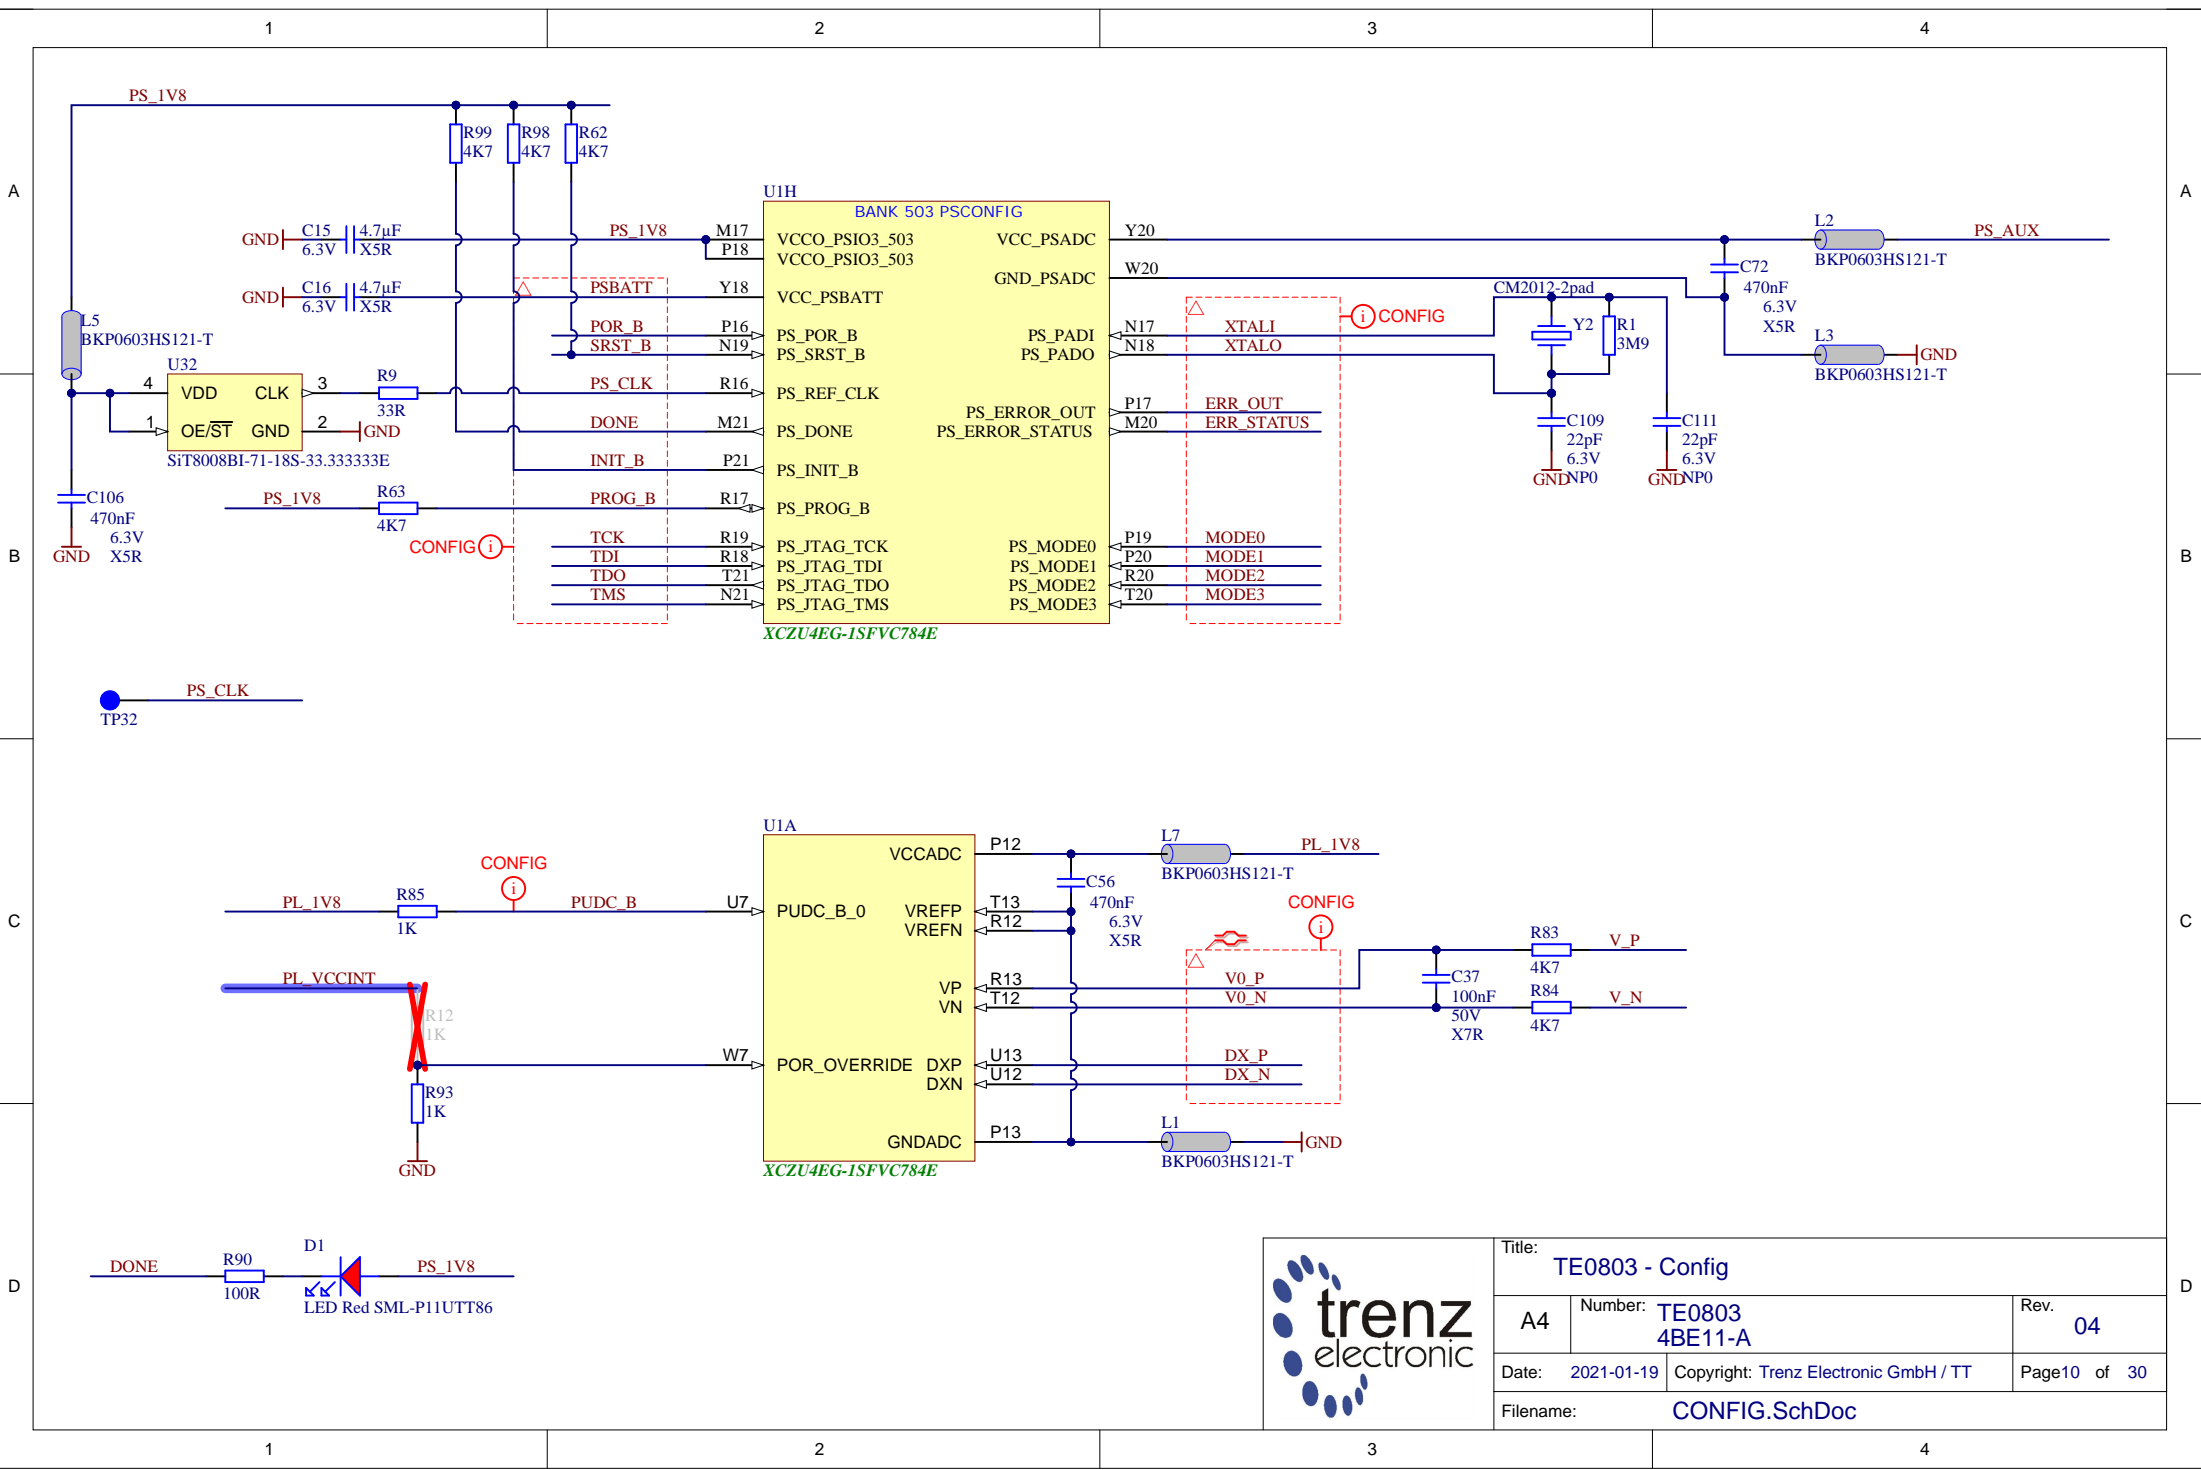 1 2 3 4
A
B
C
D
PS_1V8
R99
4K7
R98
4K7
R62
4K7
GND C15 4.7µF
6.3V X5R
PS_1V8
GND C16 4.7µF
6.3V X5R
PSBATT
POR_B
SRST_B
L5
BKP0603HS121-T
U32
4 VDD CLK 3
1 OE/ST GND 2 GND
SiT8008BI-71-18S-33.333333E
R9
33R
PS_CLK
DONE
INIT_B
C106
470nF
6.3V
X5R
GND
PS_1V8 R63
4K7
PROG_B
CONFIG i
TCK
TDI
TDO
TMS
U1H
BANK 503 PSCONFIG
M17 VCCO_PSIO3_503
P18 VCCO_PSIO3_503
Y18 VCC_PSBATT
P16 PS_POR_B
N19 PS_SRST_B
R16 PS_REF_CLK
M21 PS_DONE
P21 PS_INIT_B
R17 PS_PROG_B
R19 PS_JTAG_TCK
R18 PS_JTAG_TDI
T21 PS_JTAG_TDO
N21 PS_JTAG_TMS
VCC_PSADC Y20
GND_PSADC W20
PS_PADI N17 XTALI
PS_PADO N18 XTALO
PS_ERROR_OUT P17 ERR_OUT
PS_ERROR_STATUS M20 ERR_STATUS
PS_MODE0 P19 MODE0
PS_MODE1 P20 MODE1
PS_MODE2 R20 MODE2
PS_MODE3 T20 MODE3
XCZU4EG-1SFVC784E
i CONFIG
CM2012-2pad
Y2
R1
3M9
C109
22pF
6.3V
GND NP0
C111
22pF
6.3V
GND NP0
C72
470nF
6.3V
X5R
L2
BKP0603HS121-T
PS_AUX
L3
BKP0603HS121-T
GND
PS_CLK
TP32
CONFIG
i
PL_1V8 R85
1K
PUDC_B
PL_VCCINT
R12
1K
R93
1K
GND
U1A
U7 PUDC_B_0
W7 POR_OVERRIDE
VCCADC P12
VREFP T13
VREFN R12
VP R13 V0_P
VN T12 V0_N
DXP U13 DX_P
DXN U12 DX_N
GNDADC P13
XCZU4EG-1SFVC784E
C56
470nF
6.3V
X5R
L7
BKP0603HS121-T
PL_1V8
CONFIG
i
C37
100nF
50V
X7R
R83
4K7
V_P
R84
4K7
V_N
L1
BKP0603HS121-T
GND
DONE R90
100R
D1
LED Red SML-P11UTT86
PS_1V8
trenz
electronic
Title:
TE0803 - Config
A4
Number: TE0803
4BE11-A
Rev.
04
Date: 2021-01-19 Copyright: Trenz Electronic GmbH / TT Page10 of 30
Filename: CONFIG.SchDoc
A
B
C
D
1 2 3 4